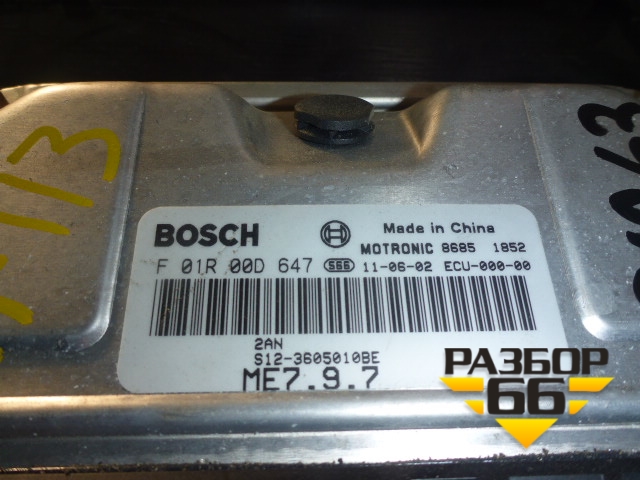 BOSCH
Made in China
MOTRONIC 8685 1852
F 01R 00D 647 566 11-06-02 ECU-000-00
2AN
S12-3605010BE
ME7.9.7
РАЗБОР
66